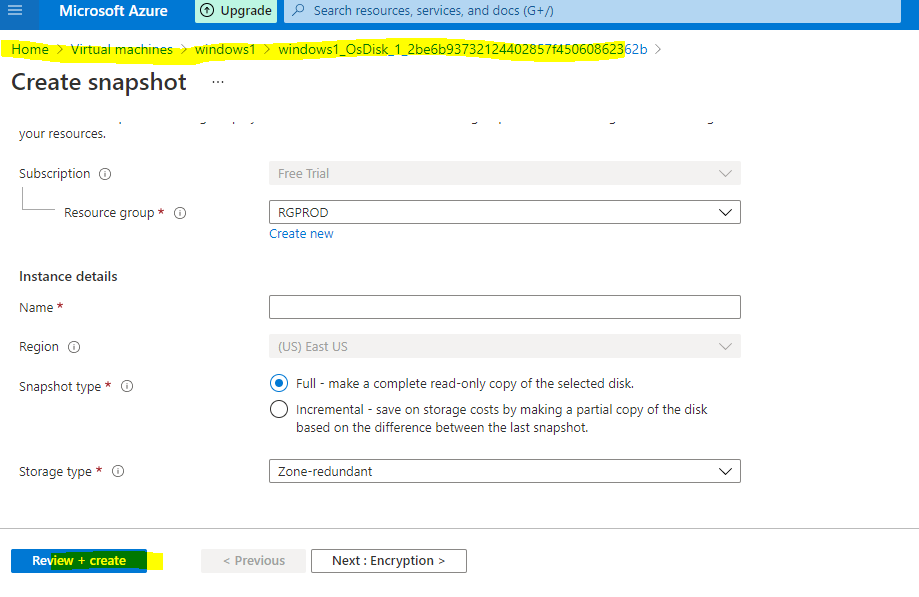 Microsoft Azure
Upgrade
Search resources, services, and docs (G+/)
Home > Virtual machines > windows1 > windows1_OsDisk_1_2be6b93732124402857f45060862362b >
Create snapshot ...
your resources.
Subscription
Free Trial
Resource group *
RGPROD
Create new
Instance details
Name *
Region
(US) East US
Snapshot type *
Full - make a complete read-only copy of the selected disk.
Incremental - save on storage costs by making a partial copy of the disk
based on the difference between the last snapshot.
Storage type *
Zone-redundant
Review + create
< Previous
Next : Encryption >